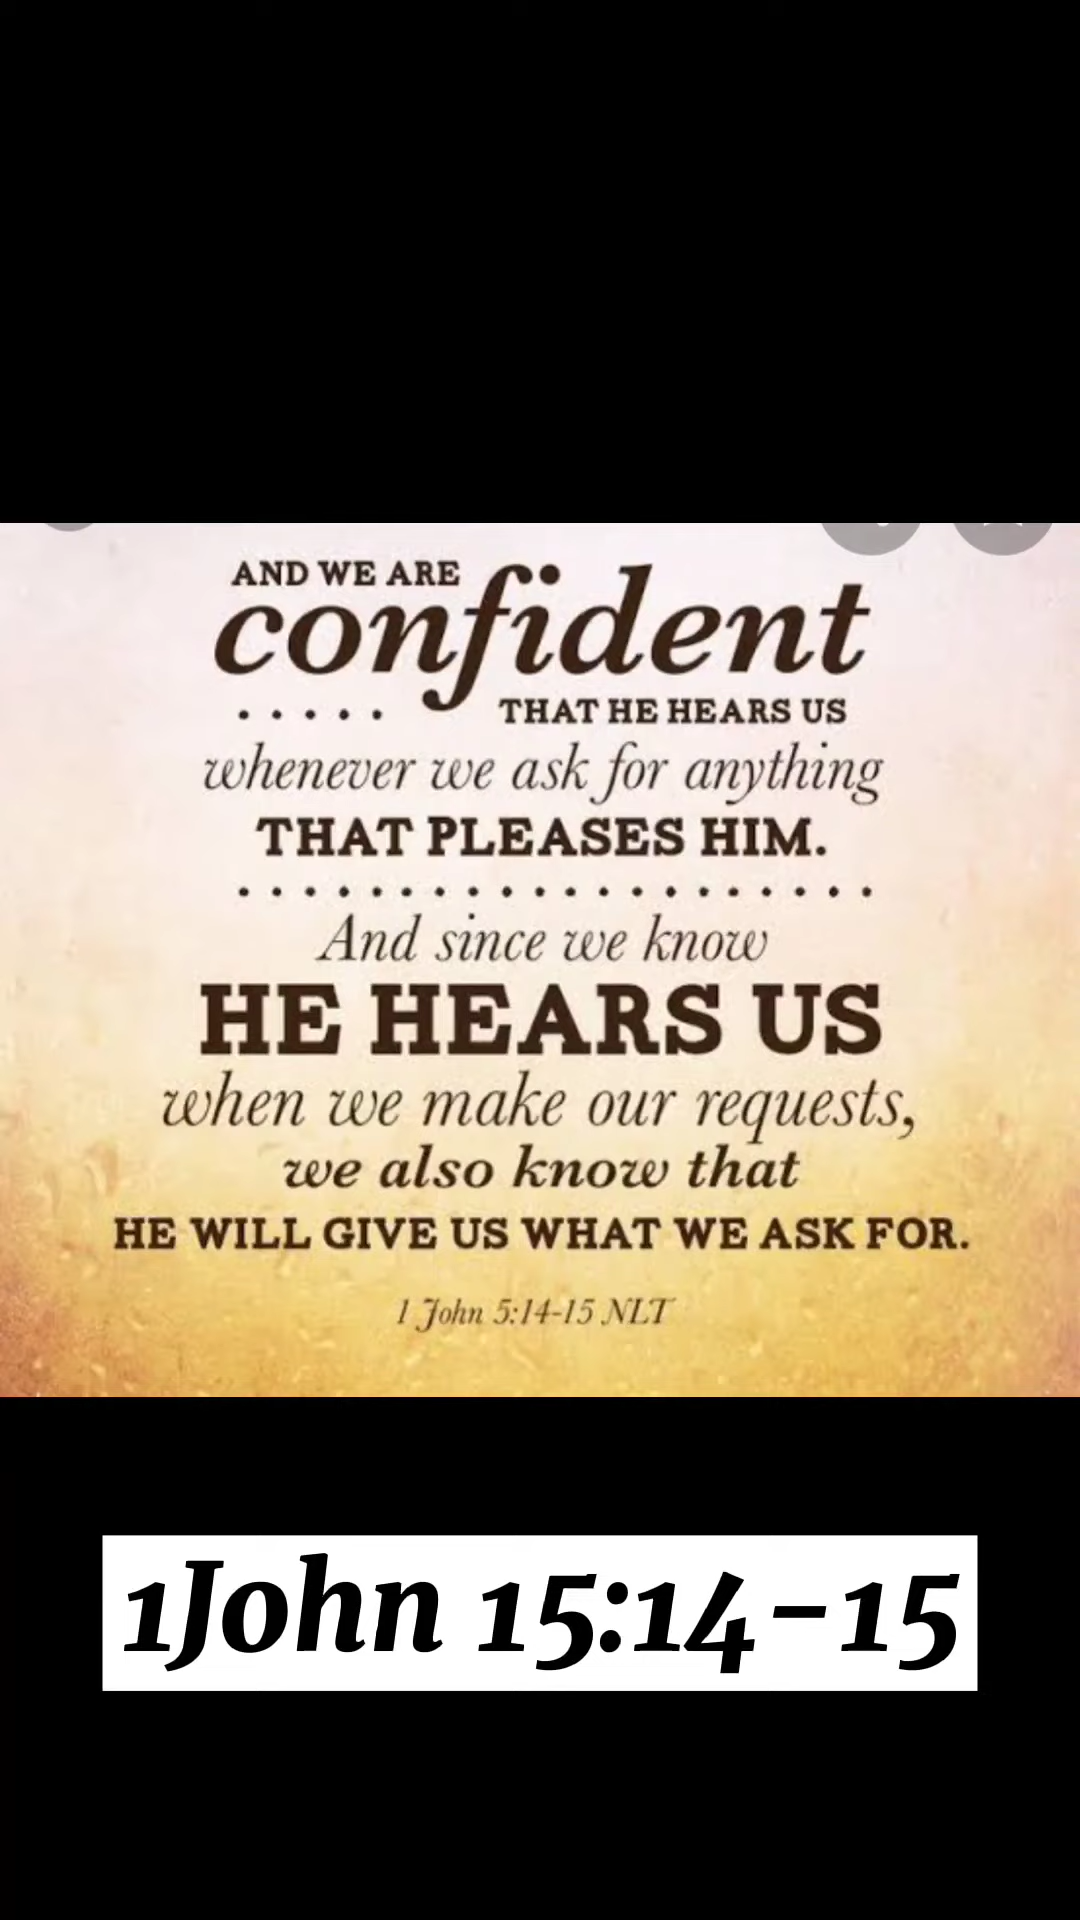 AND WE ARE
confident
THAT HE HEARS US
whenever we ask for anything
THAT PLEASES HIM.
And since we know
HE HEARS US
when we make our requests,
we also know that
HE WILL GIVE US WHAT WE ASK FOR.
1 John 5:14-15 NLT
1John 15:14-15